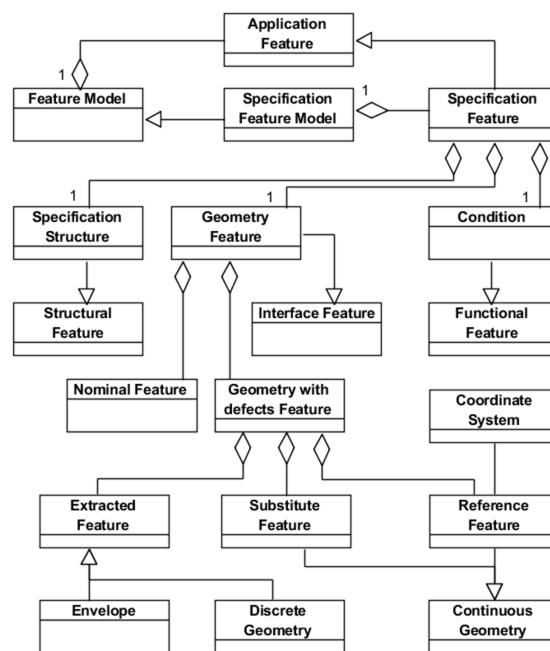 Application
Feature
1
1
Feature Model
Specification
Feature Model
Specification
Feature
1
1
1
Specification
Structure
Geometry
Feature
Condition
Structural
Feature
Interface Feature
Functional
Feature
Nominal Feature
Geometry with
defects Feature
Coordinate
System
Extracted
Feature
Substitute
Feature
Reference
Feature
Envelope
Discrete
Geometry
Continuous
Geometry